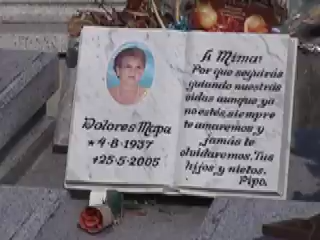 Dolores Mapa
★ 4-8-1937
+ 25-5-2005
A Mima:
Por que seguirás
guiando nuestras
vidas aunque ya
no estés, siempre
te amaremos y
jamás te
olvidaremos. Tus
hijos y nietos.
Pipo.